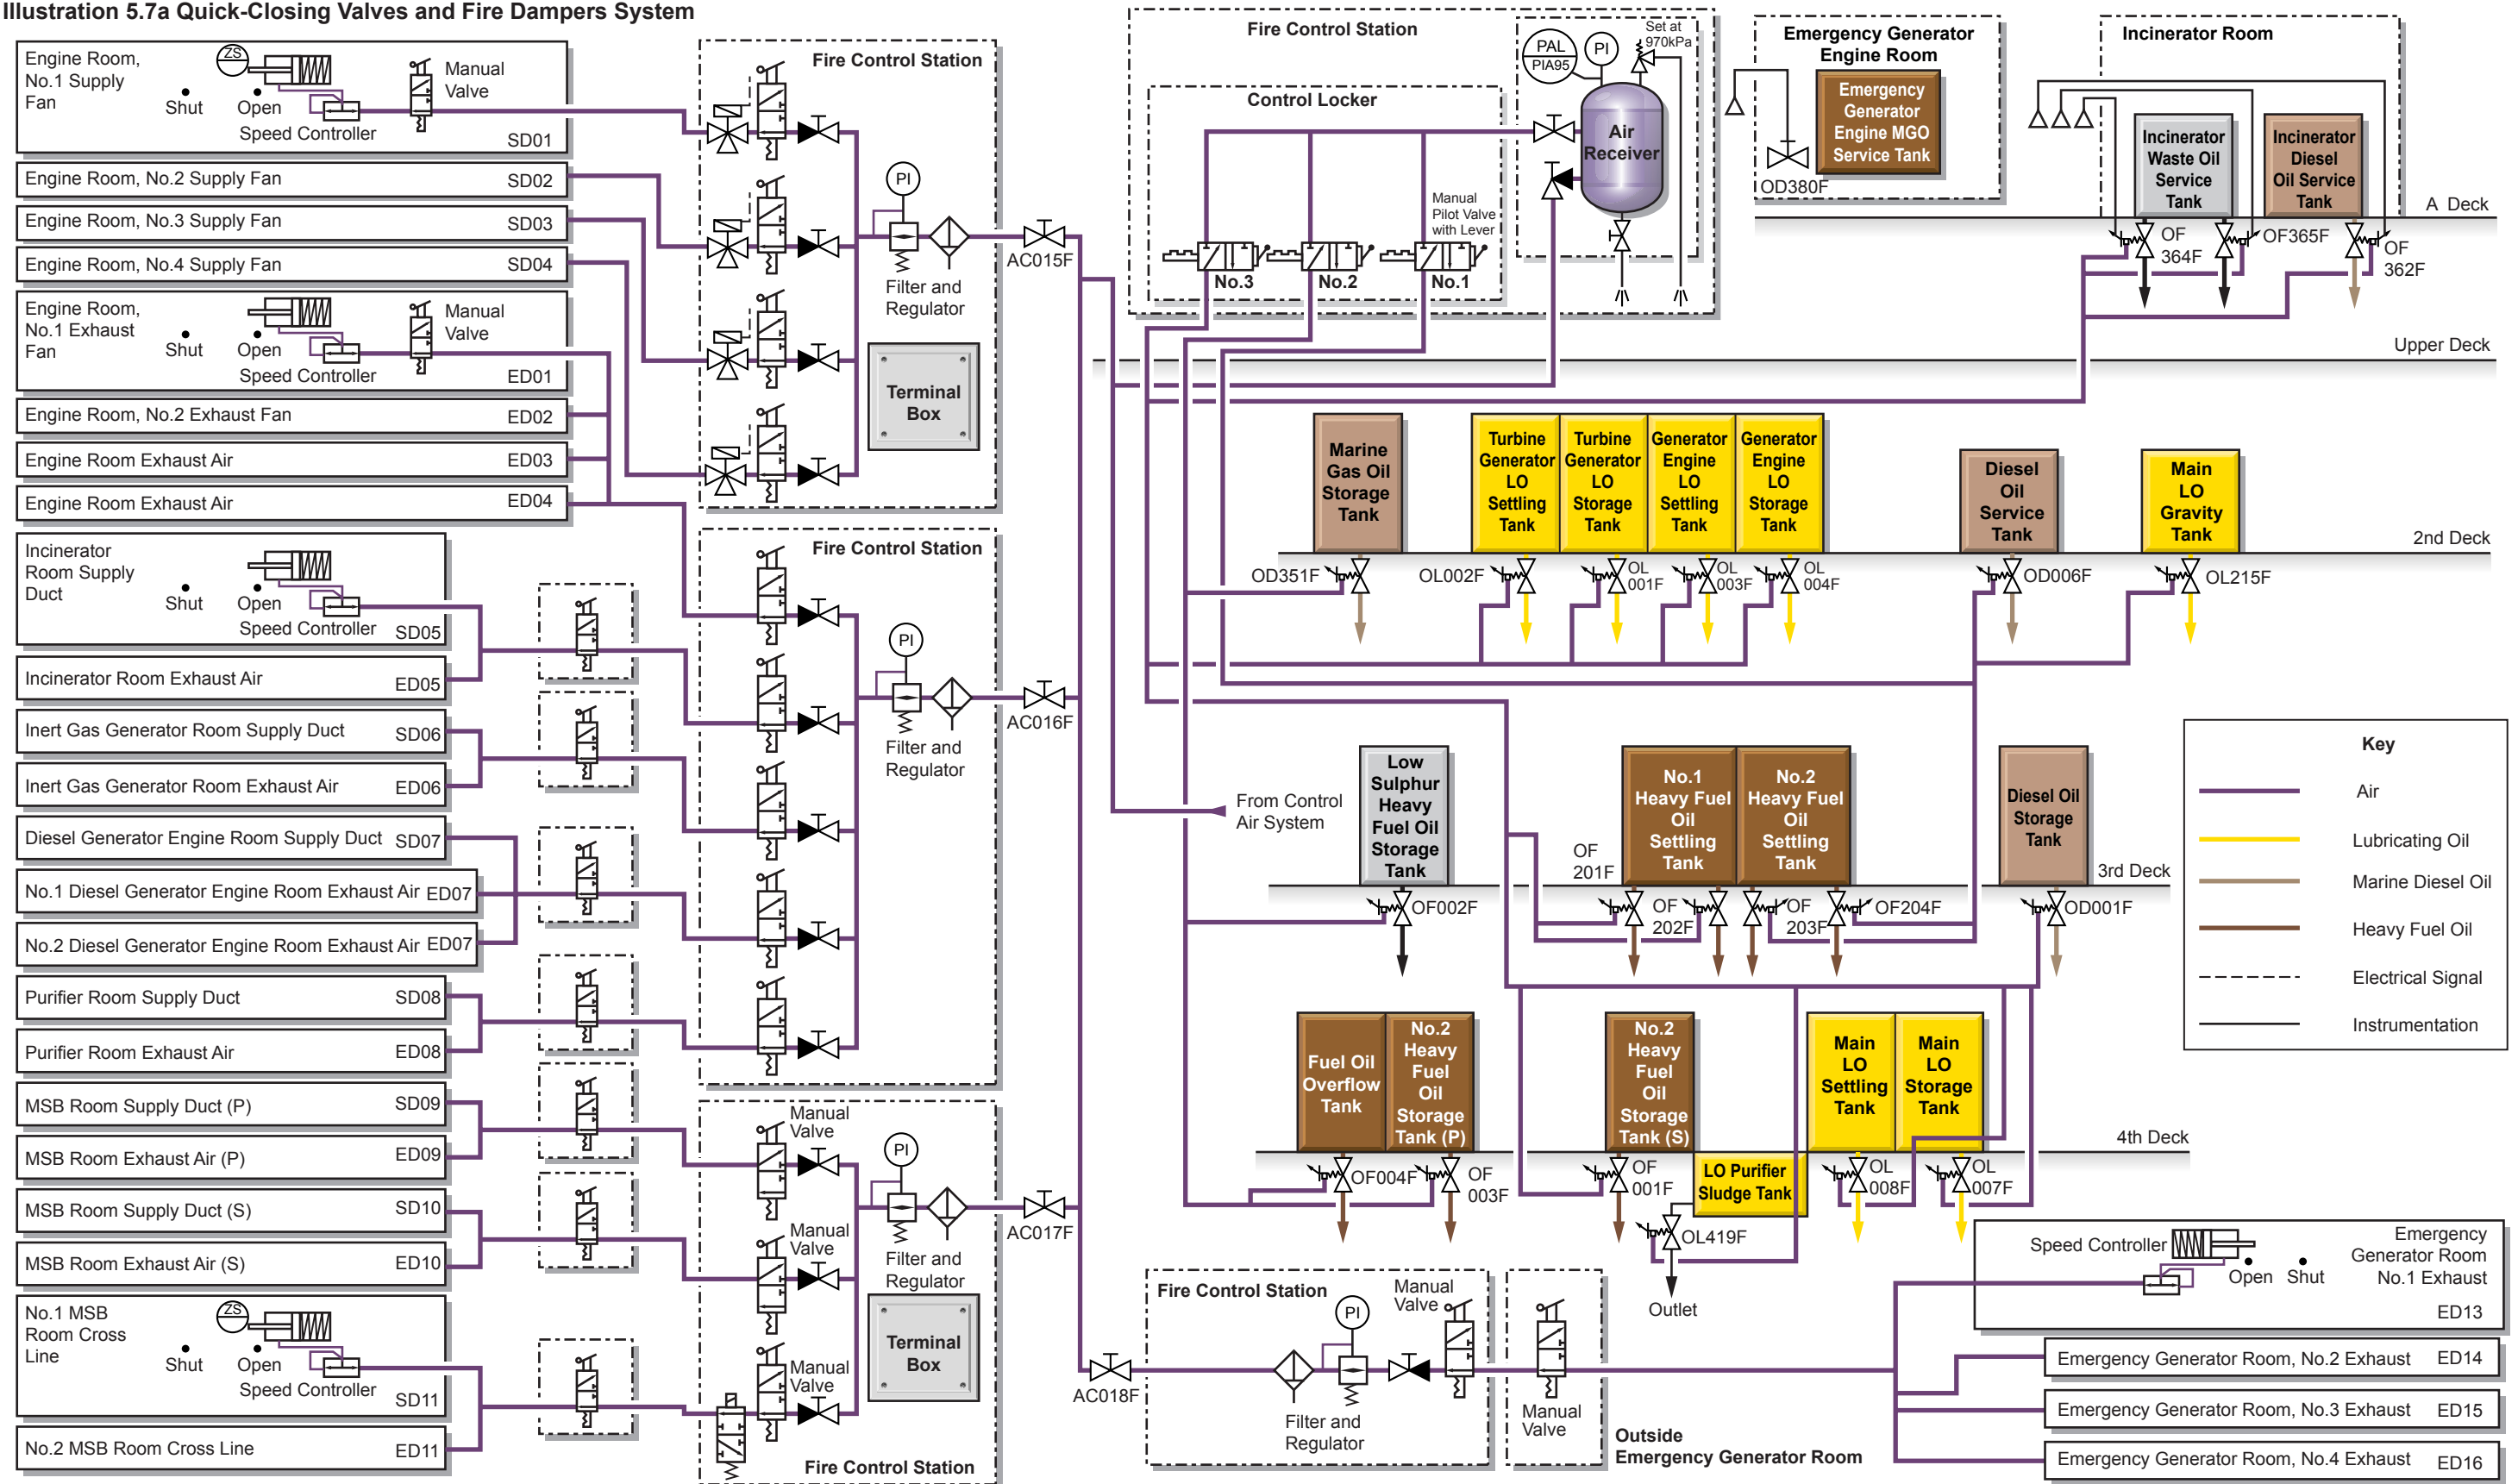 Illustration 5.7a Quick-Closing Valves and Fire Dampers System
Engine Room,
No.1 Supply
Fan
ZS
Shut
Open
Speed Controller
Manual
Valve
SD01
Engine Room, No.2 Supply Fan
SD02
Engine Room, No.3 Supply Fan
SD03
Engine Room, No.4 Supply Fan
SD04
Engine Room,
No.1 Exhaust
Fan
Shut
Open
Speed Controller
Manual
Valve
ED01
Engine Room, No.2 Exhaust Fan
ED02
Engine Room Exhaust Air
ED03
Engine Room Exhaust Air
ED04
Incinerator
Room Supply
Duct
Shut
Open
Speed Controller
SD05
Incinerator Room Exhaust Air
ED05
Inert Gas Generator Room Supply Duct
SD06
Inert Gas Generator Room Exhaust Air
ED06
Diesel Generator Engine Room Supply Duct
SD07
No.1 Diesel Generator Engine Room Exhaust Air
ED07
No.2 Diesel Generator Engine Room Exhaust Air
ED07
Purifier Room Supply Duct
SD08
Purifier Room Exhaust Air
ED08
MSB Room Supply Duct (P)
SD09
MSB Room Exhaust Air (P)
ED09
MSB Room Supply Duct (S)
SD10
MSB Room Exhaust Air (S)
ED10
No.1 MSB
Room Cross
Line
ZS
Shut
Open
Speed Controller
SD11
No.2 MSB Room Cross Line
ED11
Fire Control Station
PI
Filter and
Regulator
Terminal
Box
AC015F
Fire Control Station
PI
Filter and
Regulator
AC016F
Manual
Valve
PI
Manual
Valve
Filter and
Regulator
Terminal
Box
Manual
Valve
Fire Control Station
AC017F
Fire Control Station
Control Locker
PAL
PIA95
PI
Set at
970kPa
Air
Receiver
Manual
Pilot Valve
with Lever
No.3
No.2
No.1
Emergency Generator
Engine Room
Emergency
Generator
Engine MGO
Service Tank
OD380F
Incinerator Room
Incinerator
Waste Oil
Service
Tank
Incinerator
Diesel
Oil Service
Tank
A Deck
OF
364F
OF365F
OF
362F
Upper Deck
Marine
Gas Oil
Storage
Tank
Turbine
Generator
LO
Settling
Tank
Turbine
Generator
LO
Storage
Tank
Generator
Engine
LO
Settling
Tank
Generator
Engine
LO
Storage
Tank
Diesel
Oil
Service
Tank
Main
LO
Gravity
Tank
2nd Deck
OD351F
OL002F
OL
001F
OL
003F
OL
004F
OD006F
OL215F
From Control
Air System
Low
Sulphur
Heavy
Fuel Oil
Storage
Tank
No.1
Heavy Fuel
Oil
Settling
Tank
No.2
Heavy Fuel
Oil
Settling
Tank
Diesel Oil
Storage
Tank
3rd Deck
OF002F
OF
201F
OF
202F
OF
203F
OF204F
OD001F
Key
Air
Lubricating Oil
Marine Diesel Oil
Heavy Fuel Oil
Electrical Signal
Instrumentation
Fuel Oil
Overflow
Tank
No.2
Heavy
Fuel
Oil
Storage
Tank (P)
No.2
Heavy
Fuel
Oil
Storage
Tank (S)
LO Purifier
Sludge Tank
Main
LO
Settling
Tank
Main
LO
Storage
Tank
4th Deck
OF004F
OF
003F
OF
001F
OL419F
Outlet
OL
008F
OL
007F
AC018F
Fire Control Station
PI
Filter and
Regulator
Manual
Valve
Manual
Valve
Outside
Emergency Generator Room
Speed Controller
Open
Shut
Emergency
Generator Room
No.1 Exhaust
ED13
Emergency Generator Room, No.2 Exhaust
ED14
Emergency Generator Room, No.3 Exhaust
ED15
Emergency Generator Room, No.4 Exhaust
ED16